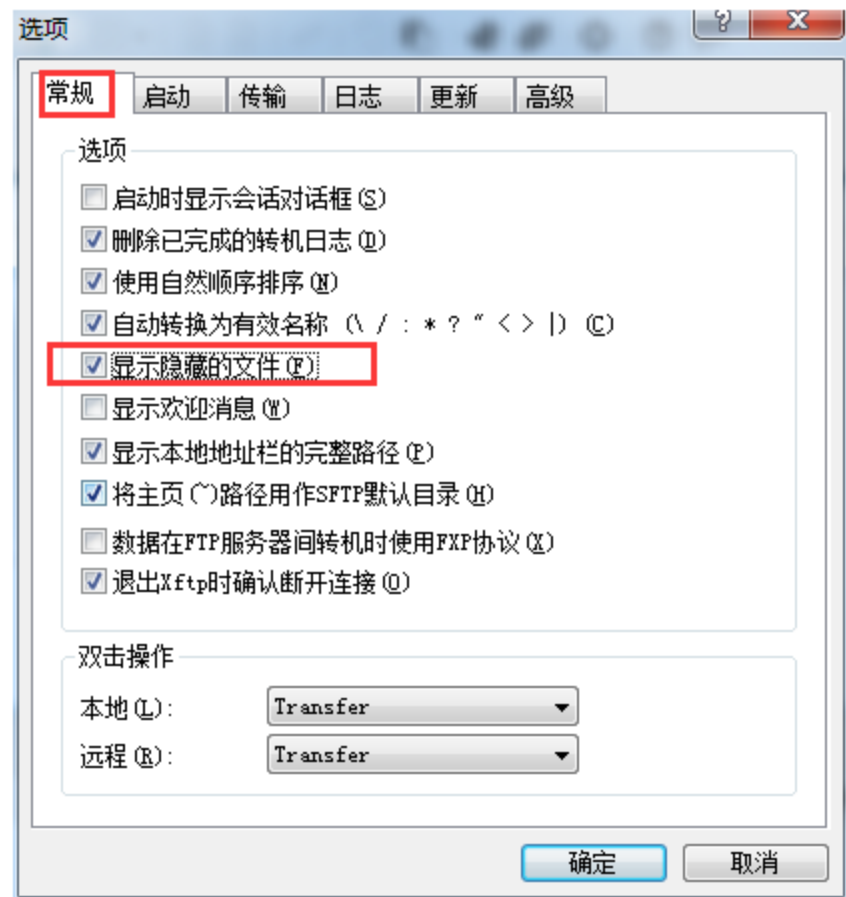 选项
?
常规 启动 传输 日志 更新 高级
选项
启动时显示会话对话框(S)
删除已完成的转机日志(D)
使用自然顺序排序(N)
自动转换为有效名称 (\ / : * ? " < > |) (C)
显示隐藏的文件(F)
显示欢迎消息(W)
显示本地地址栏的完整路径(P)
将主页(~)路径用作SFTP默认目录(H)
数据在FTP服务器间转机时使用FXP协议(X)
退出Xftp时确认断开连接(O)
双击操作
本地(L): Transfer
远程(R): Transfer
确定 取消